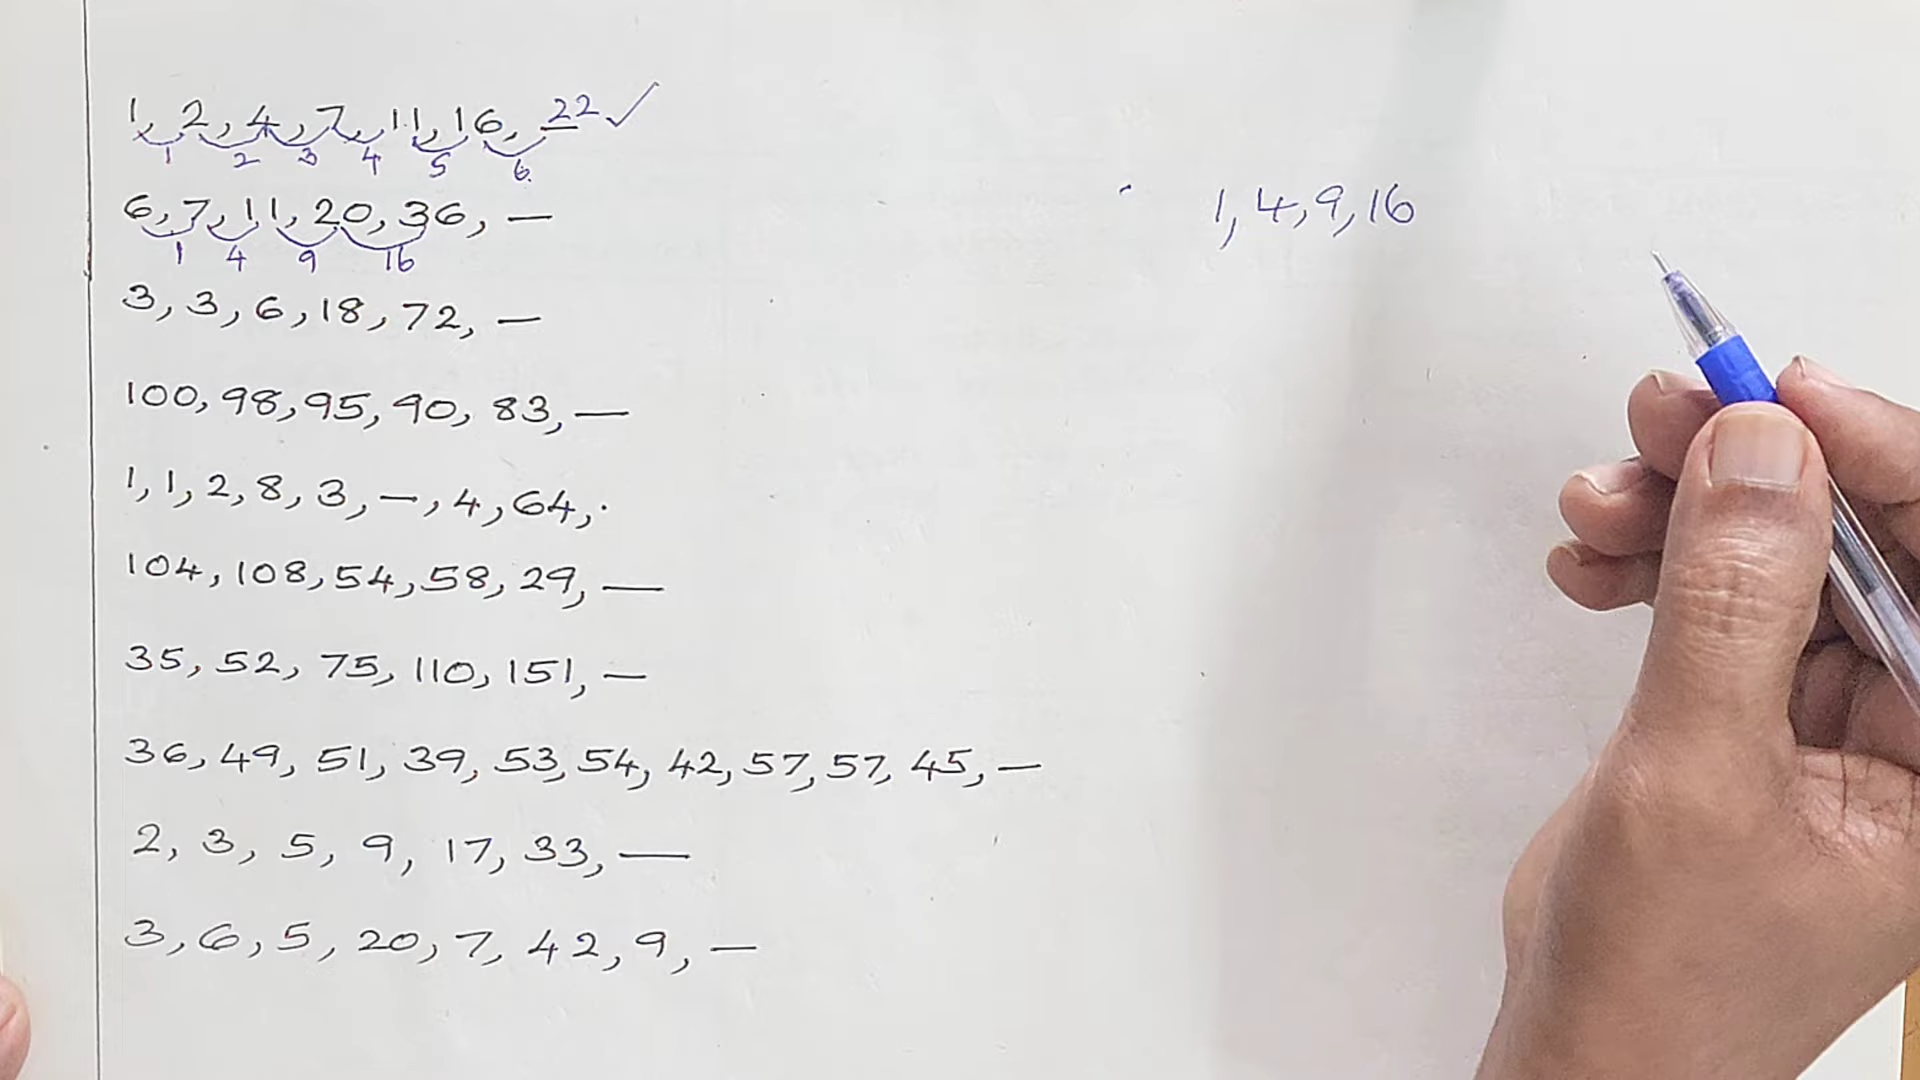 1, 2, 4, 7, 11, 16, 22 ✓
1 2 3 4 5 6.
6, 7, 11, 20, 36, —
1 4 9 16
1, 4, 9, 16
3, 3, 6, 18, 72, —
100, 98, 95, 90, 83, —
1, 1, 2, 8, 3, —, 4, 64, .
104, 108, 54, 58, 29, —
35, 52, 75, 110, 151, —
36, 49, 51, 39, 53, 54, 42, 57, 57, 45, —
2, 3, 5, 9, 17, 33, —
3, 6, 5, 20, 7, 42, 9, —